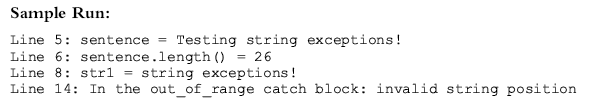 Sample Run:
Line 5: sentence = Testing string exceptions!
Line 6: sentence.length() = 26
Line 8: str1 = string exceptions!
Line 14: In the out_of_range catch block: invalid string position